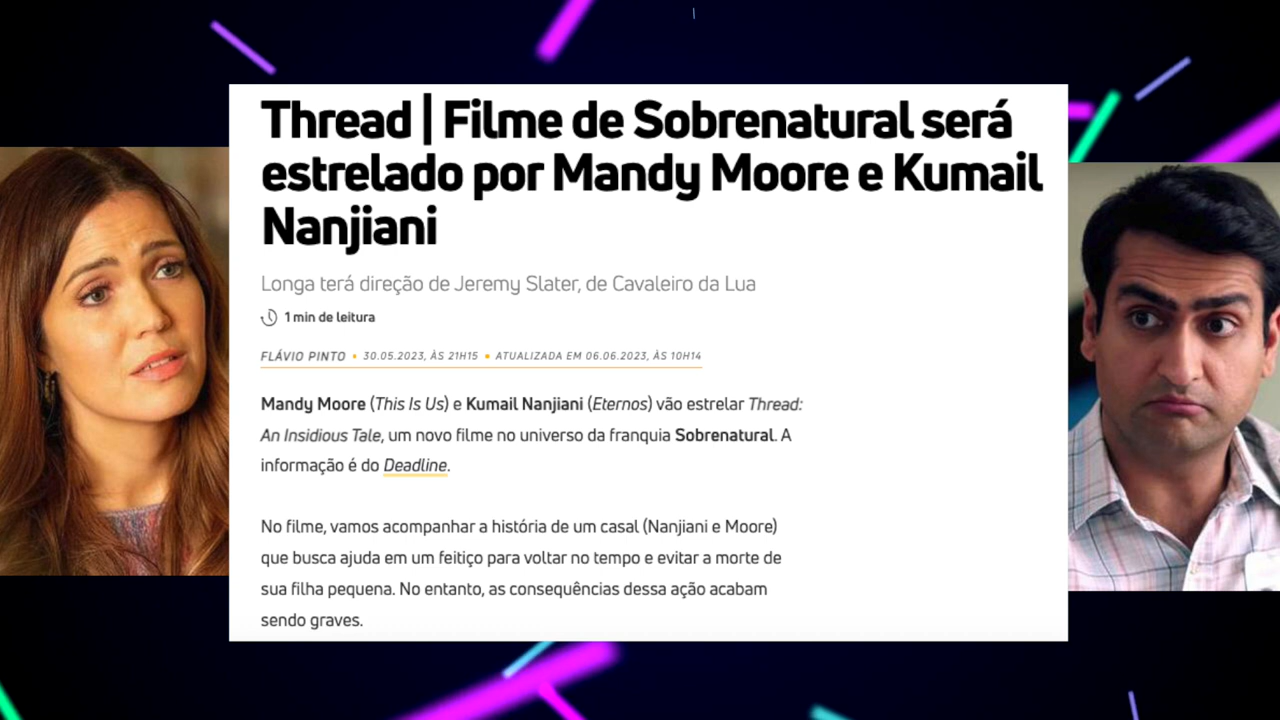 Thread | Filme de Sobrenatural será
estrelado por Mandy Moore e Kumail
Nanjiani
Longa terá direção de Jeremy Slater, de Cavaleiro da Lua
1 min de leitura
FLÁVIO PINTO • 30.05.2023, ÀS 21H15 • ATUALIZADA EM 06.06.2023, ÀS 10H14
Mandy Moore (This Is Us) e Kumail Nanjiani (Eternos) vão estrelar Thread:
An Insidious Tale, um novo filme no universo da franquia Sobrenatural. A
informação é do Deadline.
No filme, vamos acompanhar a história de um casal (Nanjiani e Moore)
que busca ajuda em um feitiço para voltar no tempo e evitar a morte de
sua filha pequena. No entanto, as consequências dessa ação acabam
sendo graves.